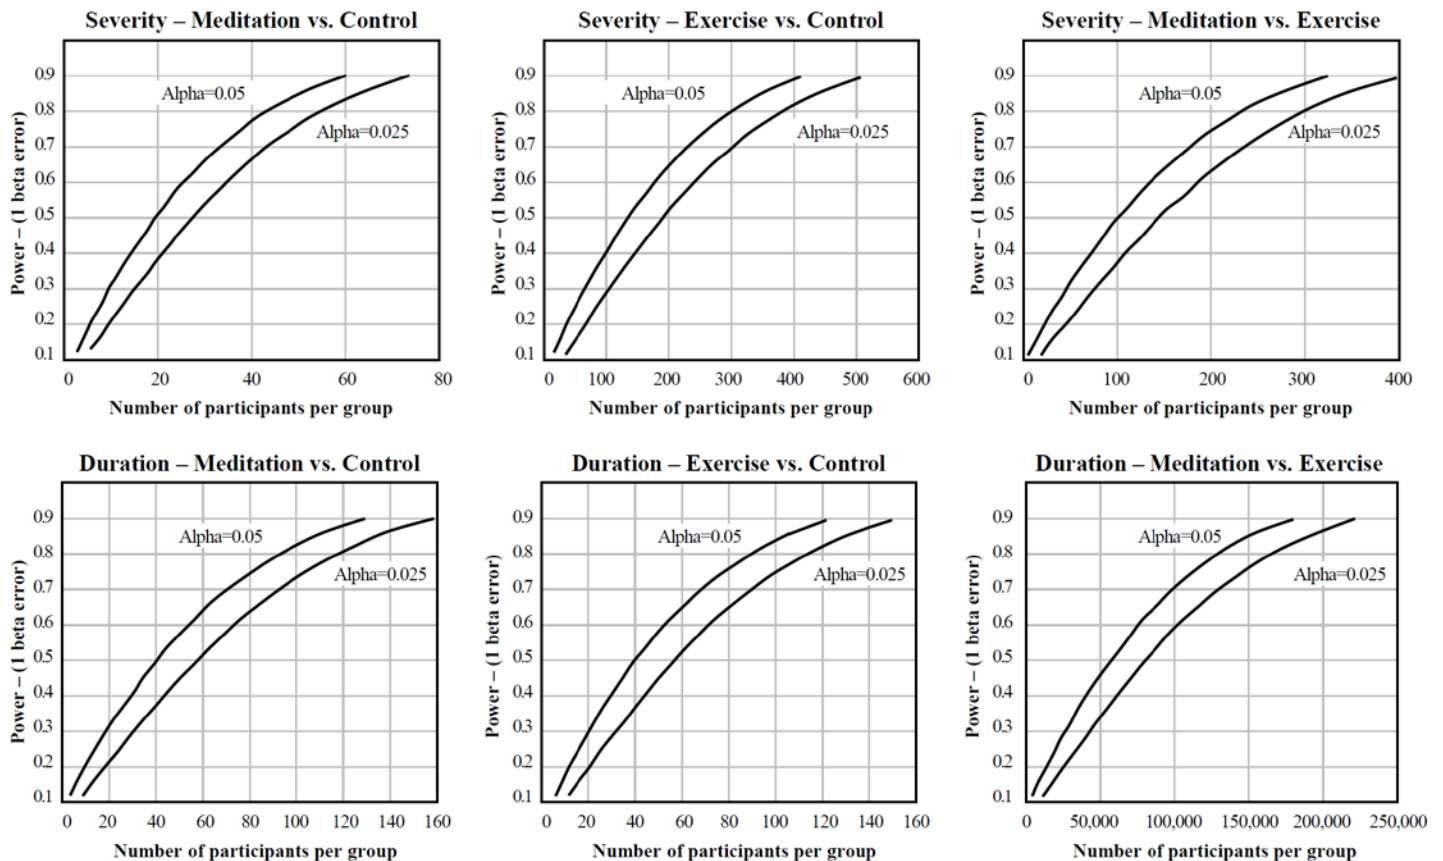 Severity – Meditation vs. Control
Severity – Exercise vs. Control
Severity – Meditation vs. Exercise
Power – (1 beta error)
0.9
0.8
0.7
0.6
0.5
0.4
0.3
0.2
0.1
Alpha=0.05
Alpha=0.025
0 20 40 60 80
Number of participants per group
Power – (1 beta error)
0.9
0.8
0.7
0.6
0.5
0.4
0.3
0.2
0.1
Alpha=0.05
Alpha=0.025
0 100 200 300 400 500 600
Number of participants per group
Power – (1 beta error)
0.9
0.8
0.7
0.6
0.5
0.4
0.3
0.2
0.1
Alpha=0.05
Alpha=0.025
0 100 200 300 400
Number of participants per group
Duration – Meditation vs. Control
Duration – Exercise vs. Control
Duration – Meditation vs. Exercise
Power – (1 beta error)
0.9
0.8
0.7
0.6
0.5
0.4
0.3
0.2
0.1
Alpha=0.05
Alpha=0.025
0 20 40 60 80 100 120 140 160
Number of participants per group
Power – (1 beta error)
0.9
0.8
0.7
0.6
0.5
0.4
0.3
0.2
0.1
Alpha=0.05
Alpha=0.025
0 20 40 60 80 100 120 140 160
Number of participants per group
Power – (1 beta error)
0.9
0.8
0.7
0.6
0.5
0.4
0.3
0.2
0.1
Alpha=0.05
Alpha=0.025
0 50,000 100,000 150,000 200,000 250,000
Number of participants per group